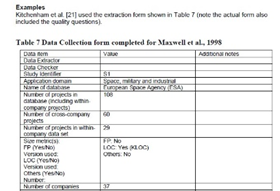 Examples
Kitchenham et al. [21] used the extraction form shown in Table 7 (note the actual form also
included the quality questions).
Table 7 Data Collection form completed for Maxwell et al., 1998
Data item Value Additional notes
Data Extractor
Data Checker
Study Identifier S1
Application domain Space, military and industrial
Name of database European Space Agency (ESA)
Number of projects in 108
database (including within-
company projects)
Number of cross-company 60
projects
Number of projects in within- 29
company data set
Size metric(s): FP: No
FP (Yes/No) LOC: Yes (KLOC)
Version used: Others: No
LOC (Yes/No)
Version used:
Others (Yes/No)
Number:
Number of companies 37